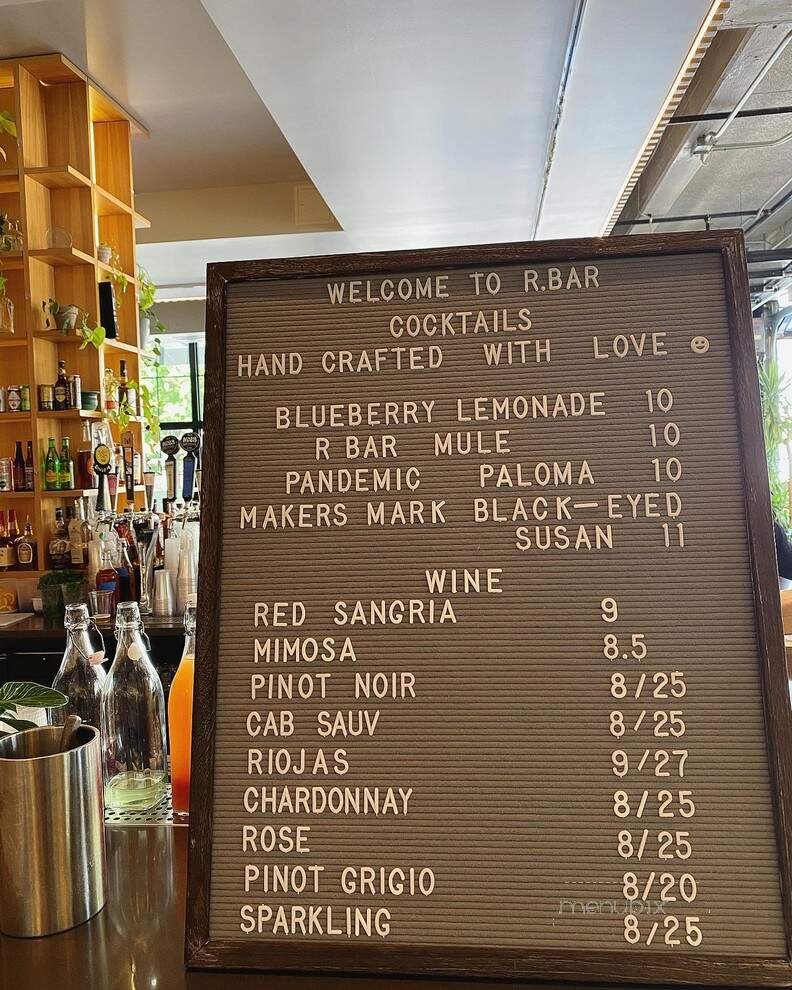 WELCOME TO R.BAR
COCKTAILS
HAND CRAFTED WITH LOVE ☻
BLUEBERRY LEMONADE 10
R BAR MULE 10
PANDEMIC PALOMA 10
MAKERS MARK BLACK-EYED
SUSAN 11
WINE
RED SANGRIA 9
MIMOSA 8.5
PINOT NOIR 8/25
CAB SAUV 8/25
RIOJAS 9/27
CHARDONNAY 8/25
ROSE 8/25
PINOT GRIGIO 8/20
menupix
SPARKLING 8/25